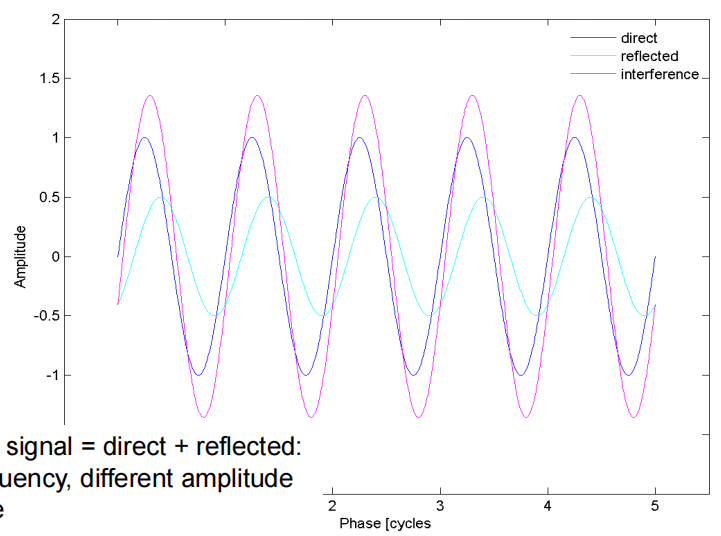 2
1.5
1
0.5
0
-0.5
-1
Amplitude
direct
reflected
interference
signal = direct + reflected:
different amplitude
2 3 4 5
Phase [cycles